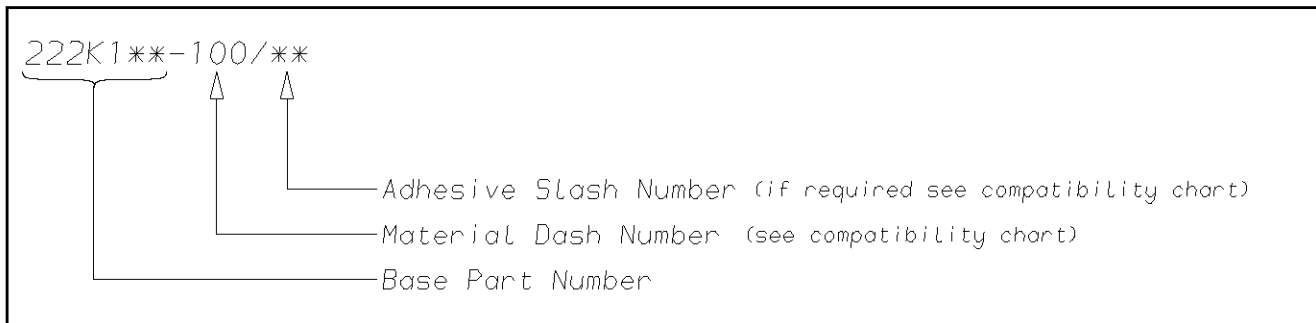 222K1**-100/**
Adhesive Slash Number (if required see compatibility chart)
Material Dash Number (see compatibility chart)
Base Part Number